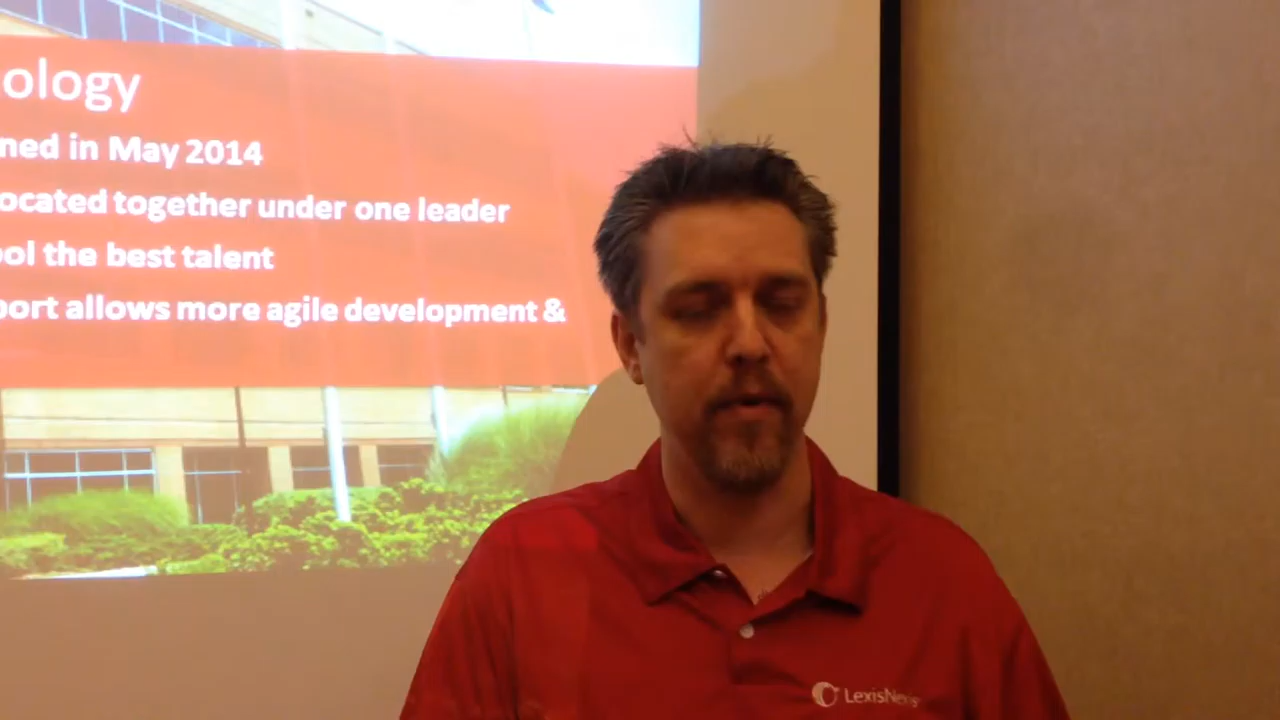 ology
ned in May 2014
ocated together under one leader
ool the best talent
port allows more agile development &
LexisNexis